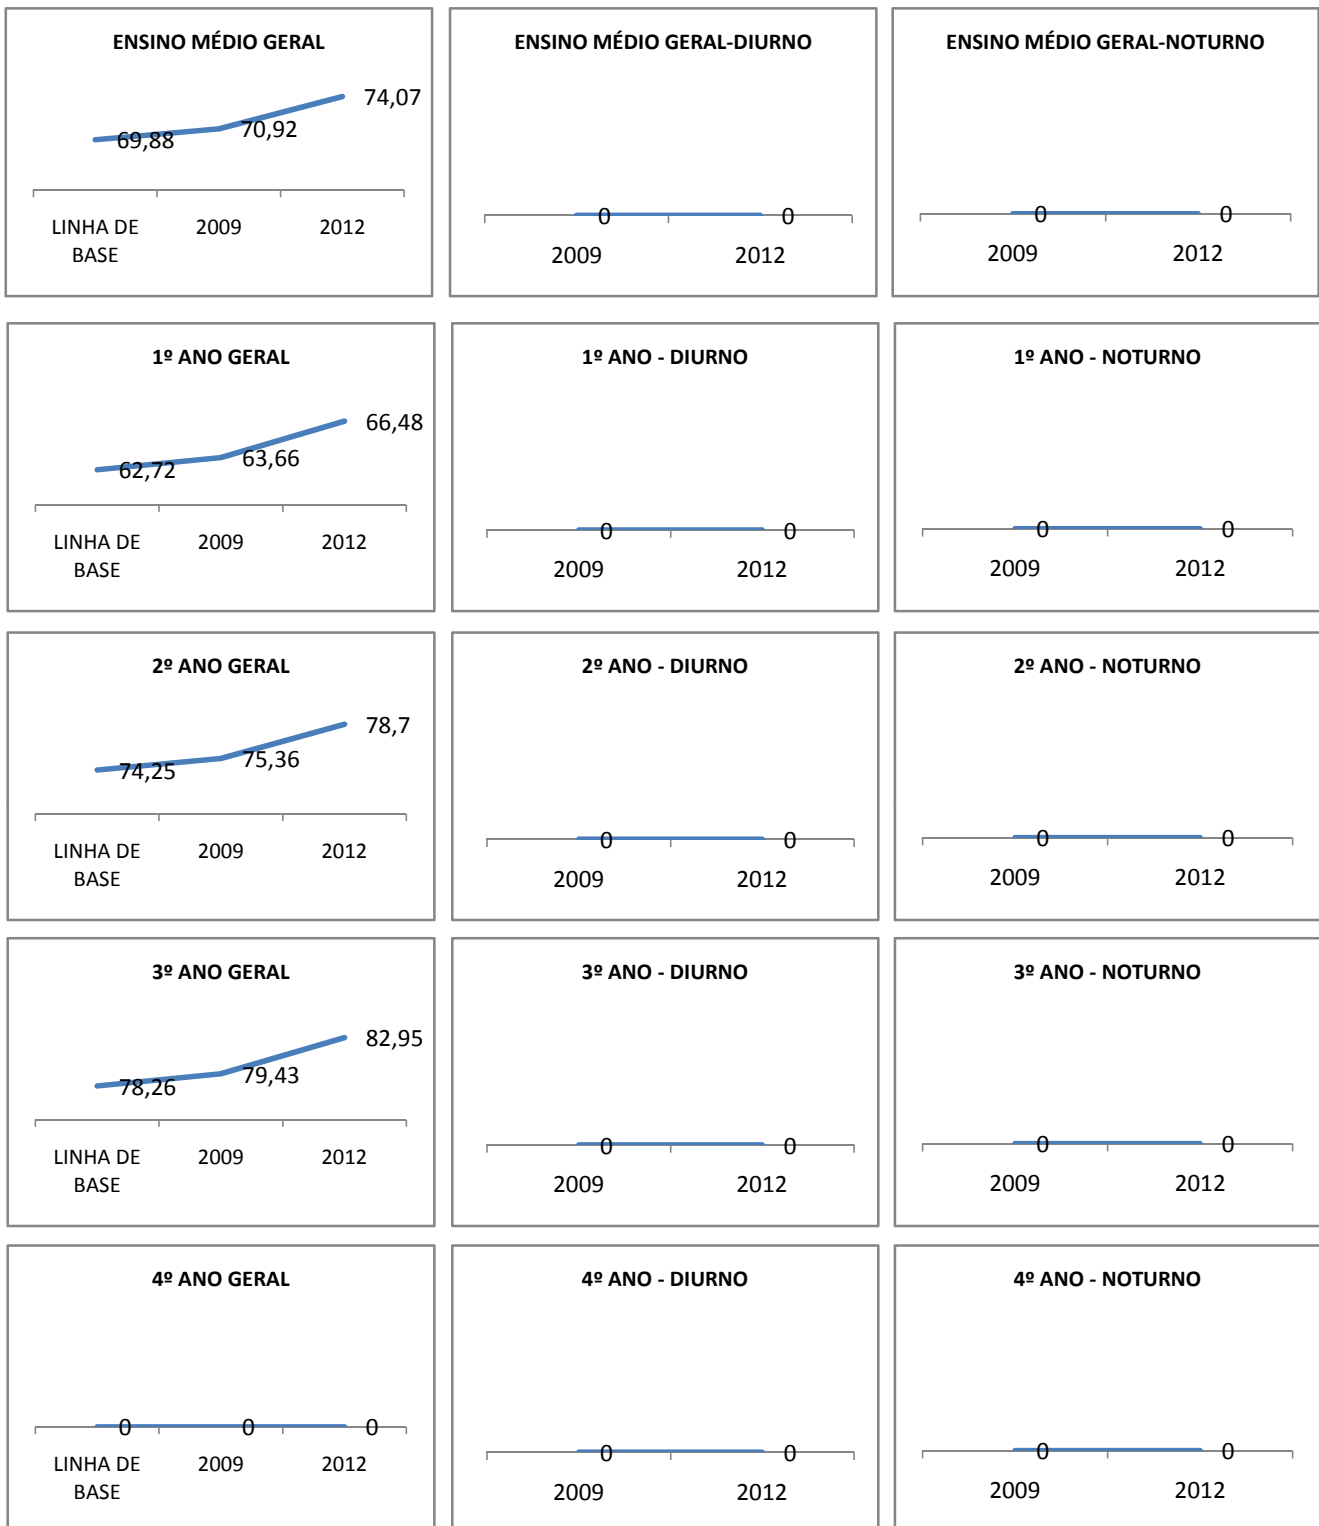 ENSINO MÉDIO GERAL
74,07
70,92
69,88
LINHA DE
BASE
2009
2012
ENSINO MÉDIO GERAL-DIURNO
0
0
2009
2012
ENSINO MÉDIO GERAL-NOTURNO
0
0
2009
2012
1º ANO GERAL
66,48
63,66
62,72
LINHA DE
BASE
2009
2012
1º ANO - DIURNO
0
0
2009
2012
1º ANO - NOTURNO
0
0
2009
2012
2º ANO GERAL
78,7
75,36
74,25
LINHA DE
BASE
2009
2012
2º ANO - DIURNO
0
0
2009
2012
2º ANO - NOTURNO
0
0
2009
2012
3º ANO GERAL
82,95
79,43
78,26
LINHA DE
BASE
2009
2012
3º ANO - DIURNO
0
0
2009
2012
3º ANO - NOTURNO
0
0
2009
2012
4º ANO GERAL
0
0
0
LINHA DE
BASE
2009
2012
4º ANO - DIURNO
0
0
2009
2012
4º ANO - NOTURNO
0
0
2009
2012